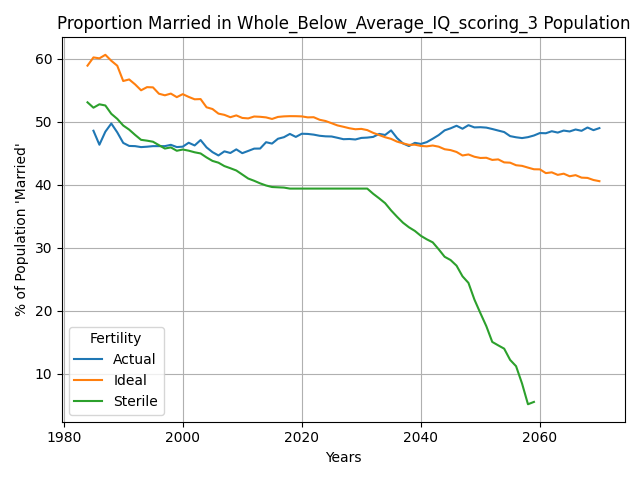 Proportion Married in Whole_Below_Average_IQ_scoring_3 Population
% of Population 'Married'
60
50
40
30
20
10
Fertility
Actual
Ideal
Sterile
1980 2000 2020 2040 2060
Years